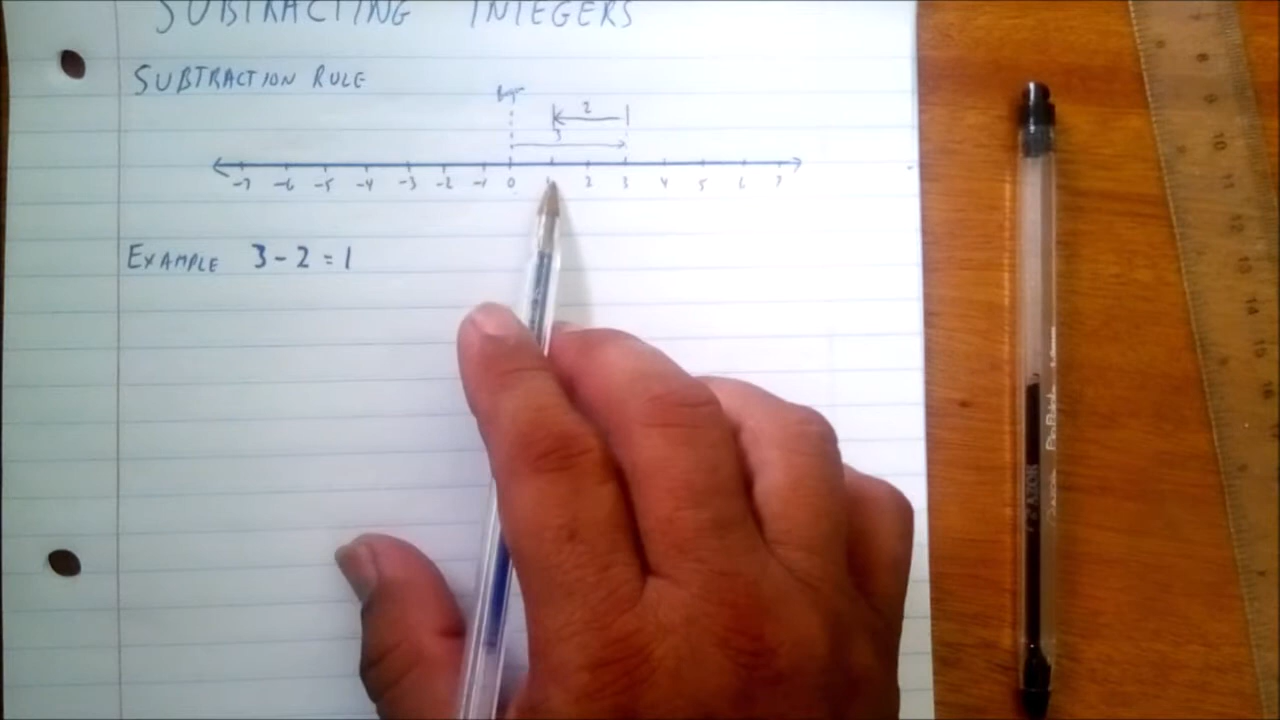 SUBTRACTING INTEGERS
SUBTRACTION RULE
2
3
-7 -6 -5 -4 -3 -2 -1 0 2 3 4 5 6 7
EXAMPLE 3 - 2 = 1